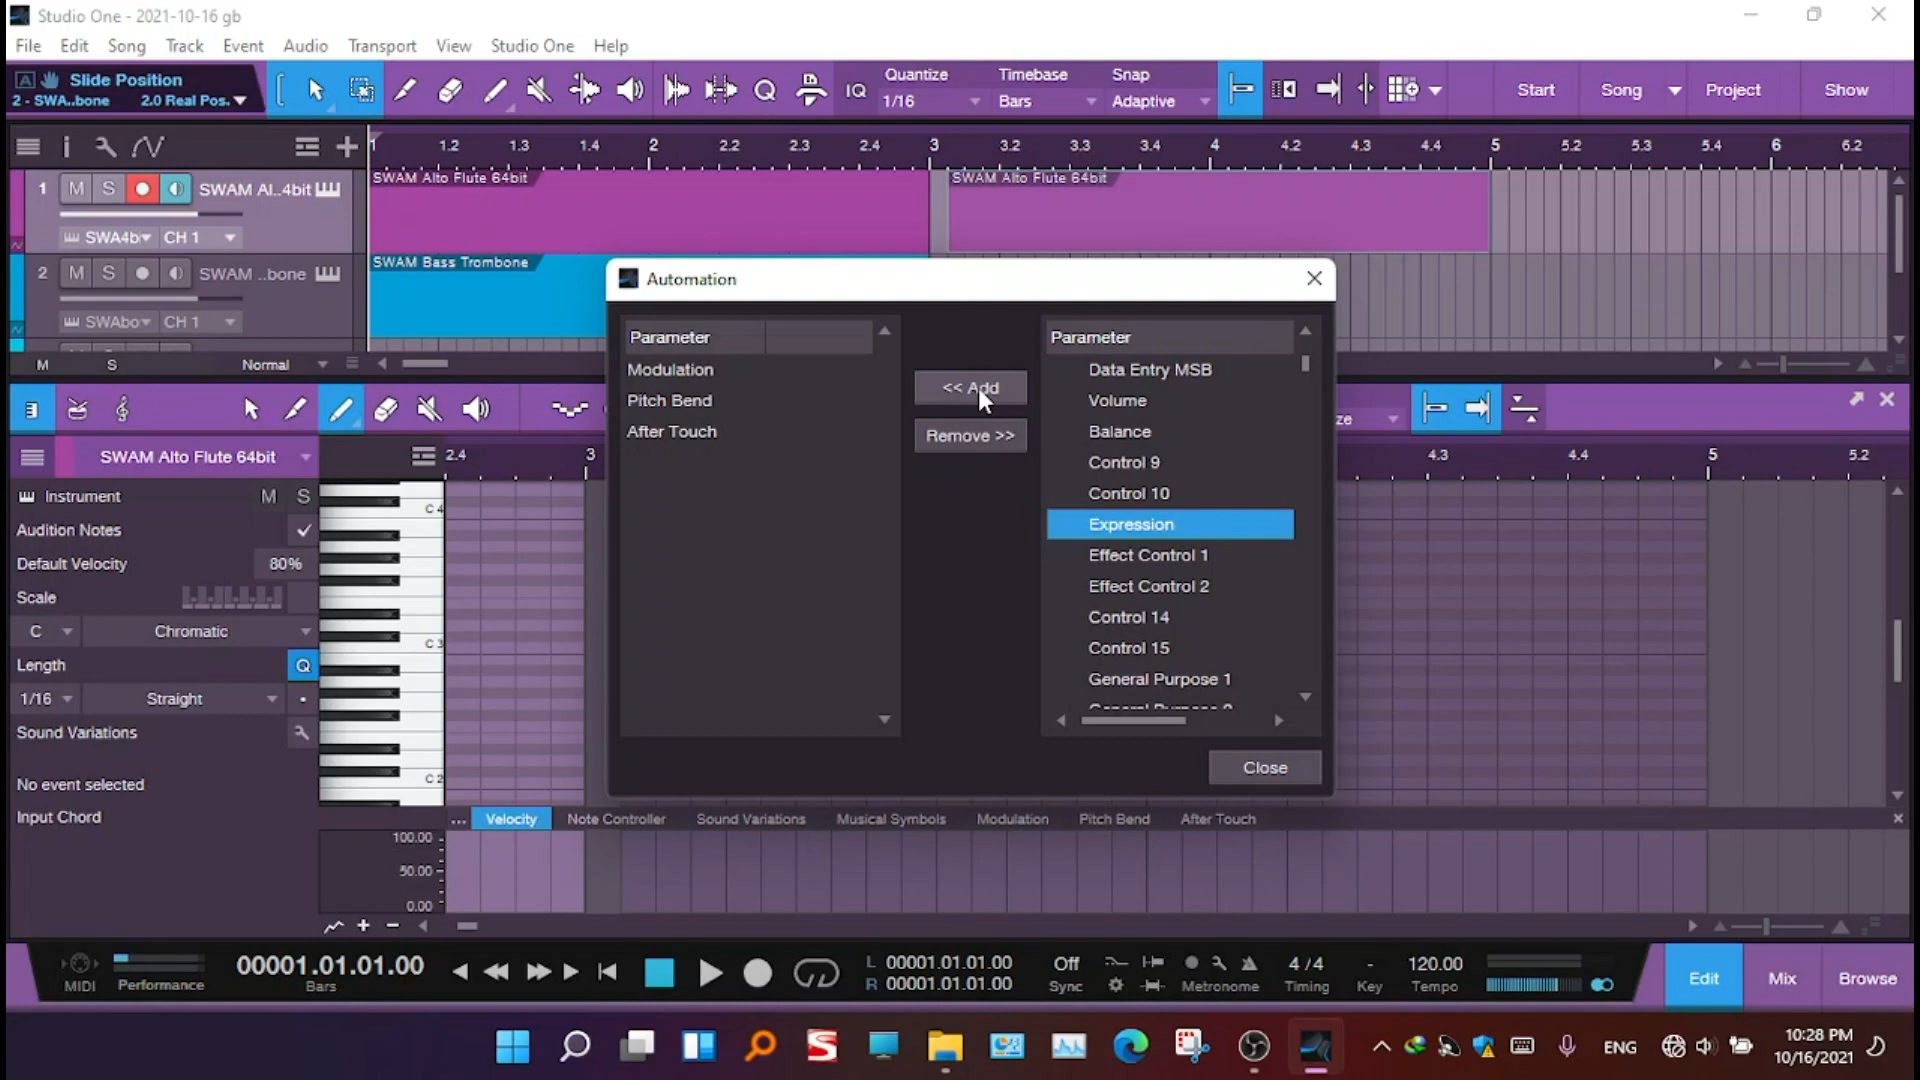 Studio One - 2021-10-16 gb
File Edit Song Track Event Audio Transport View Studio One Help
A Slide Position
2 - SWA..bone 2.0 Real Pos.
Q IQ
Quantize Timebase Snap
1/16 Bars Adaptive
Start Song Project Show
1 1.2 1.3 1.4 2 2.2 2.3 2.4 3 3.2 3.3 3.4 4 4.2 4.3 4.4 5 5.2 5.3 5.4 6 6.2
1 M S SWAM Al..4bit
SWA4b CH 1
SWAM Alto Flute 64bit SWAM Alto Flute 64bit
2 M S SWAM ..bone
SWAbo CH 1
SWAM Bass Trombone
M S Normal
Automation
Parameter
Modulation
Pitch Bend
After Touch
<< Add
Remove >>
Parameter
Data Entry MSB
Volume
Balance
Control 9
Control 10
Expression
Effect Control 1
Effect Control 2
Control 14
Control 15
General Purpose 1
Close
ze
SWAM Alto Flute 64bit
2.4 3 4.3 4.4 5 5.2
Instrument M S
Audition Notes
Default Velocity 80%
Scale
C Chromatic
Length Q
1/16 Straight
Sound Variations
No event selected
Input Chord
C 4
C 3
C 2
... Velocity Note Controller Sound Variations Musical Symbols Modulation Pitch Bend After Touch
100.00
50.00
0.00
MIDI Performance
00001.01.01.00
Bars
L 00001.01.01.00
R 00001.01.01.00
Off
Sync
Metronome
4 / 4
Timing
-
Key
120.00
Tempo
Edit Mix Browse
S
ENG
10:28 PM
10/16/2021